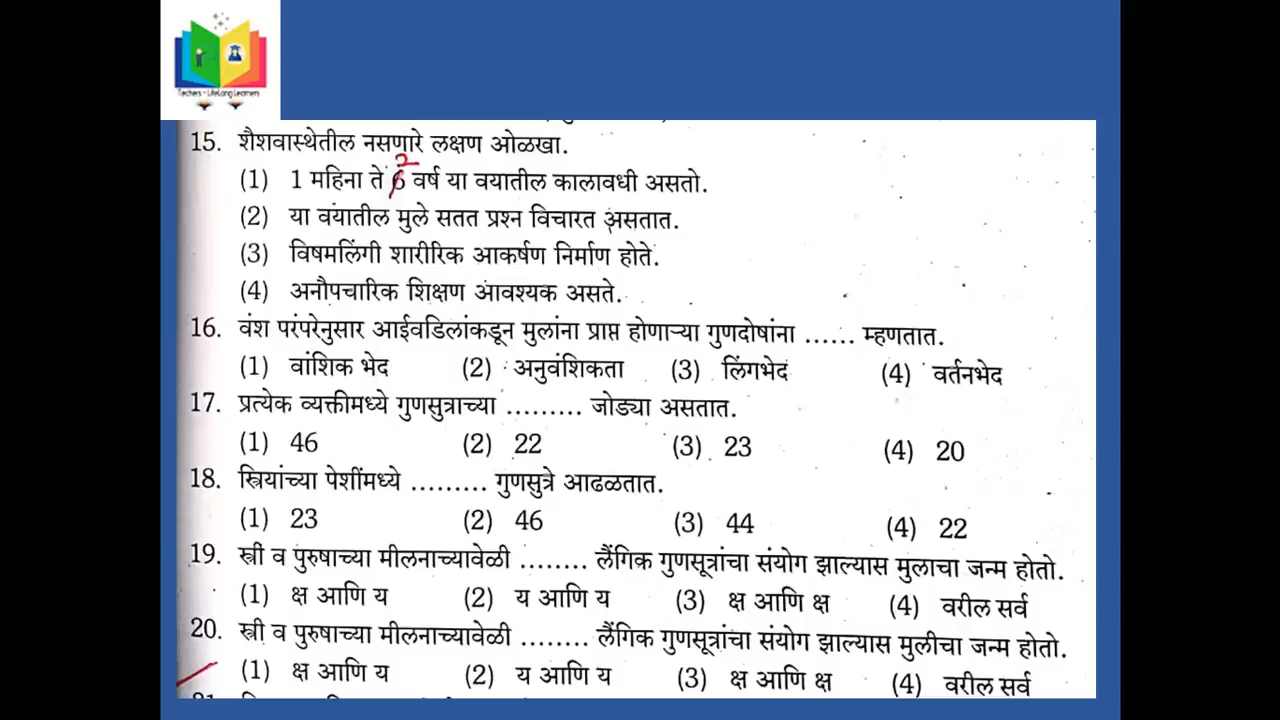 Techers - LifeLong Learners
15. शैशवास्थेतील नसणारे लक्षण ओळखा.
2
(1) 1 महिना ते 6 वर्ष या वयातील कालावधी असतो.
(2) या वयातील मुले सतत प्रश्न विचारत असतात.
(3) विषमलिंगी शारीरिक आकर्षण निर्माण होते.
(4) अनौपचारिक शिक्षण आवश्यक असते.
16. वंश परंपरेनुसार आईवडिलांकडून मुलांना प्राप्त होणाऱ्या गुणदोषांना ...... म्हणतात.
(1) वांशिक भेद (2) अनुवंशिकता (3) लिंगभेद (4) वर्तनभेद
17. प्रत्येक व्यक्तीमध्ये गुणसुत्राच्या ......... जोड्या असतात.
(1) 46 (2) 22 (3) 23 (4) 20
18. स्त्रियांच्या पेशींमध्ये ......... गुणसुत्रे आढळतात.
(1) 23 (2) 46 (3) 44 (4) 22
19. स्त्री व पुरुषाच्या मीलनाच्यावेळी ........ लैंगिक गुणसूत्रांचा संयोग झाल्यास मुलाचा जन्म होतो.
(1) क्ष आणि य (2) य आणि य (3) क्ष आणि क्ष (4) वरील सर्व
20. स्त्री व पुरुषाच्या मीलनाच्यावेळी ........ लैंगिक गुणसूत्रांचा संयोग झाल्यास मुलीचा जन्म होतो.
(1) क्ष आणि य (2) य आणि य (3) क्ष आणि क्ष (4) वरील सर्व